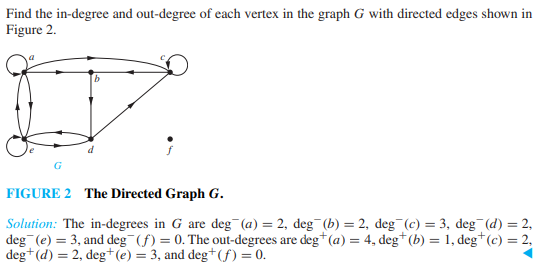 Find the in-degree and out-degree of each vertex in the graph G with directed edges shown in
Figure 2.
a
c
b
e
d
f
G
FIGURE 2 The Directed Graph G.
Solution: The in-degrees in G are deg⁻(a) = 2, deg⁻(b) = 2, deg⁻(c) = 3, deg⁻(d) = 2,
deg⁻(e) = 3, and deg⁻(f) = 0. The out-degrees are deg⁺(a) = 4, deg⁺(b) = 1, deg⁺(c) = 2,
deg⁺(d) = 2, deg⁺(e) = 3, and deg⁺(f) = 0.